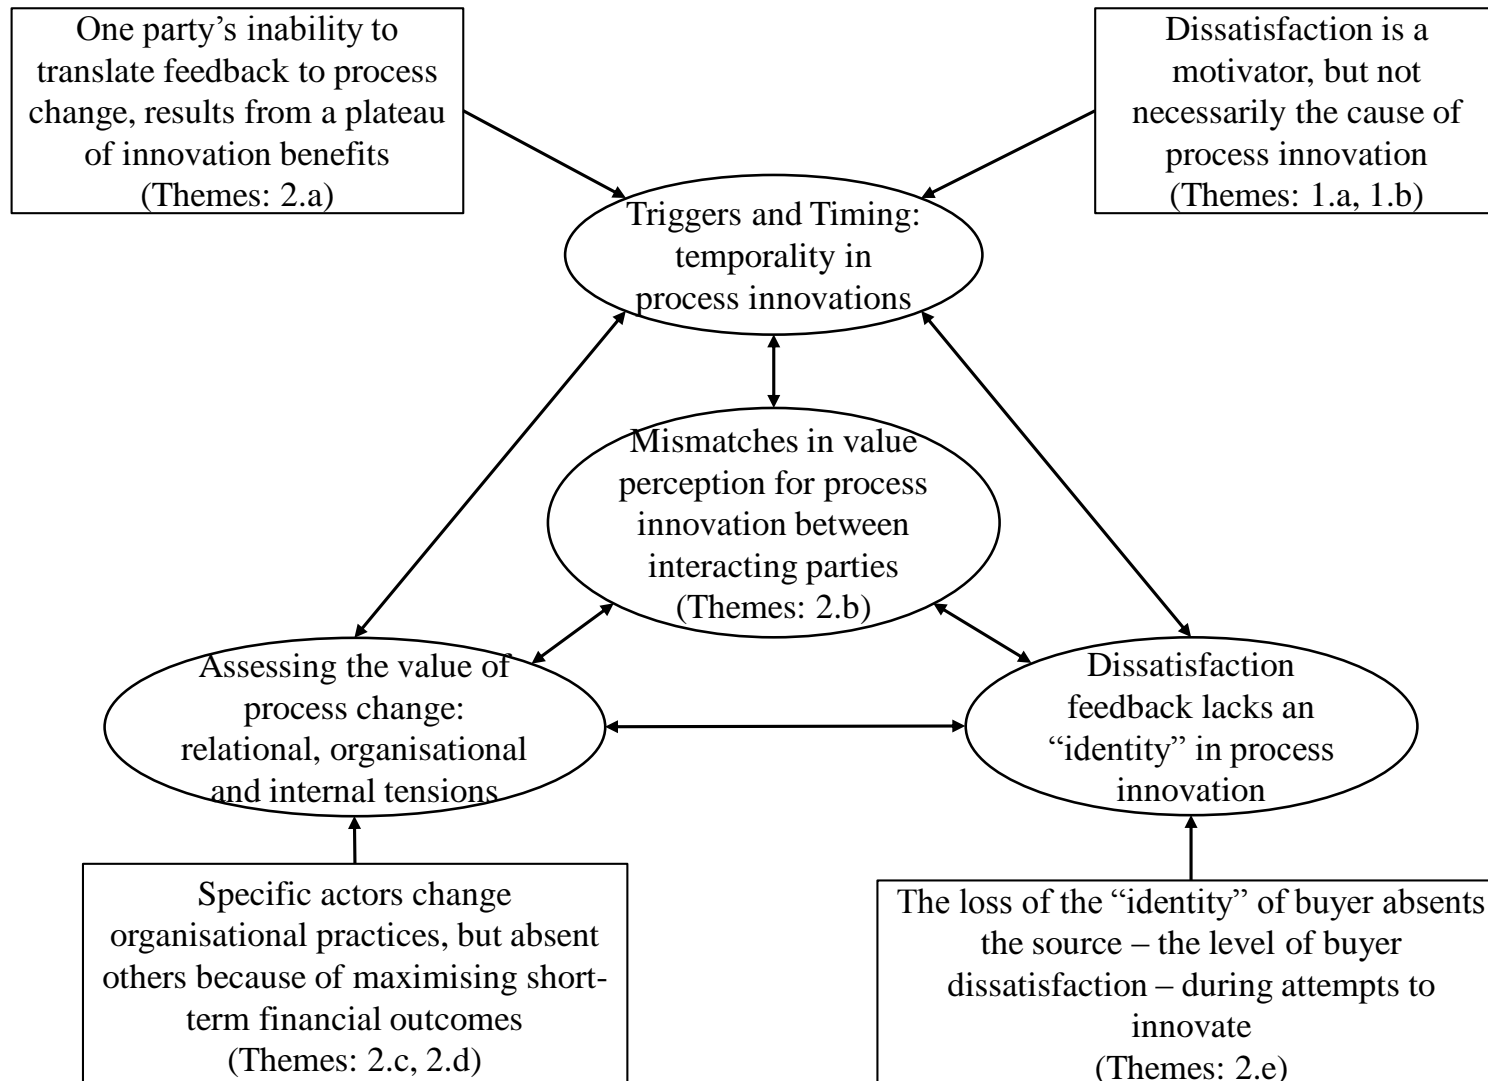 One party’s inability to
translate feedback to process
change, results from a plateau
of innovation benefits
(Themes: 2.a)
Dissatisfaction is a
motivator, but not
necessarily the cause of
process innovation
(Themes: 1.a, 1.b)
Triggers and Timing:
temporality in
process innovations
Mismatches in value
perception for process
innovation between
interacting parties
(Themes: 2.b)
Assessing the value of
process change:
relational, organisational
and internal tensions
Dissatisfaction
feedback lacks an
“identity” in process
innovation
Specific actors change
organisational practices, but absent
others because of maximising short-
term financial outcomes
(Themes: 2.c, 2.d)
The loss of the “identity” of buyer absents
the source – the level of buyer
dissatisfaction – during attempts to
innovate
(Themes: 2.e)